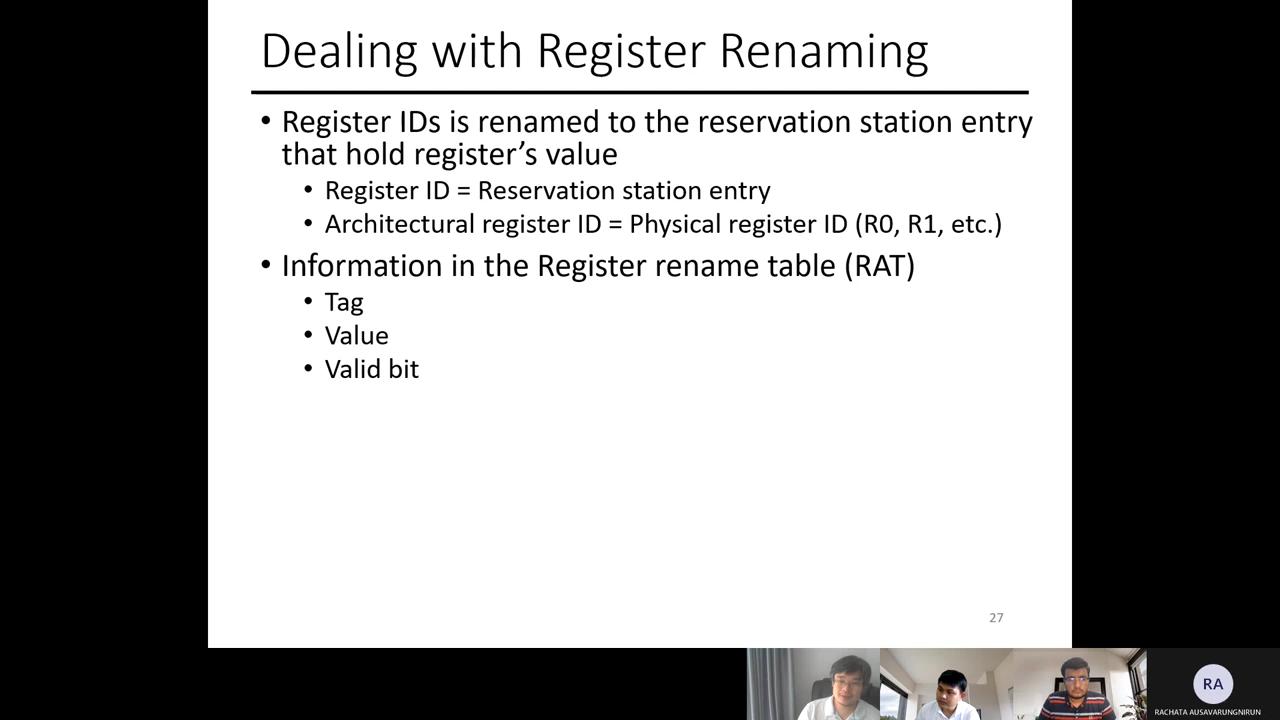 Dealing with Register Renaming
• Register IDs is renamed to the reservation station entry
that hold register’s value
• Register ID = Reservation station entry
• Architectural register ID = Physical register ID (R0, R1, etc.)
• Information in the Register rename table (RAT)
• Tag
• Value
• Valid bit
27
RA
RACHATA AUSAVARUNGNIRUN